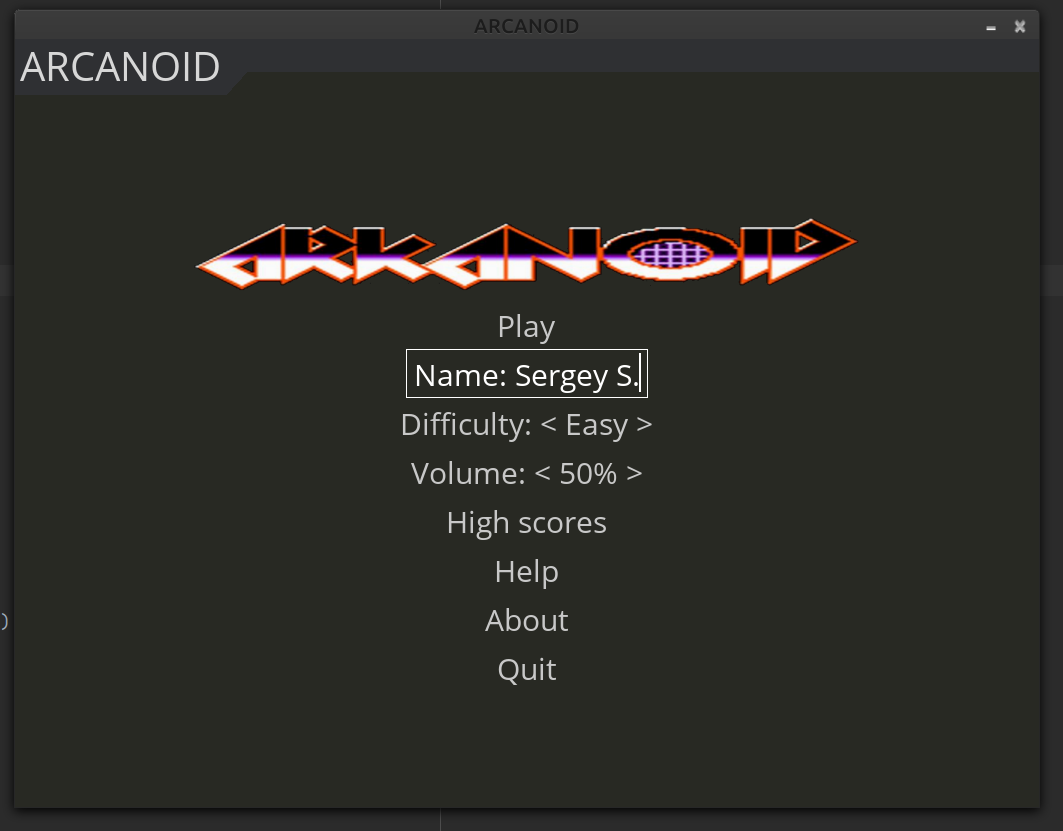 ARCANOID
ARCANOID
ARKANOID
Play
Name: Sergey S.
Difficulty: < Easy >
Volume: < 50% >
High scores
Help
About
Quit